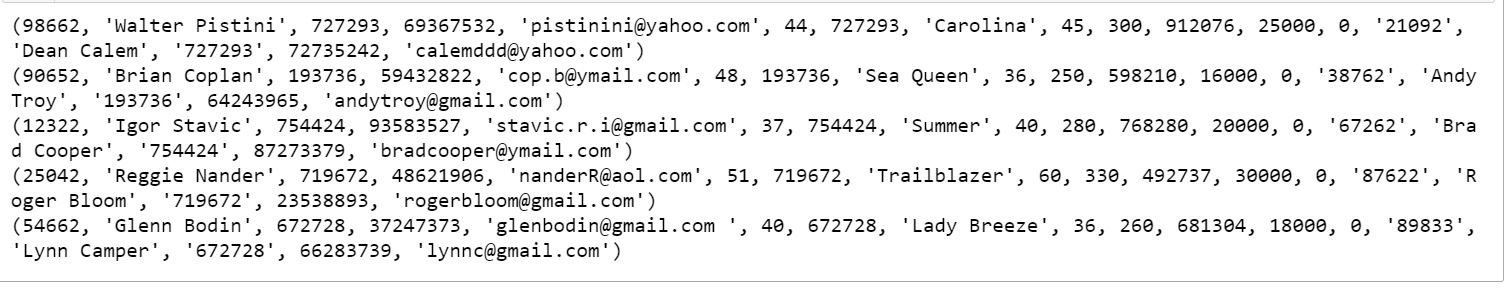 (98662, 'Walter Pistini', 727293, 69367532, 'pistinini@yahoo.com', 44, 727293, 'Carolina', 45, 300, 912076, 25000, 0, '21092',
'Dean Calem', '727293', 72735242, 'calemddd@yahoo.com')
(90652, 'Brian Coplan', 193736, 59432822, 'cop.b@ymail.com', 48, 193736, 'Sea Queen', 36, 250, 598210, 16000, 0, '38762', 'Andy
Troy', '193736', 64243965, 'andytroy@gmail.com')
(12322, 'Igor Stavic', 754424, 93583527, 'stavic.r.i@gmail.com', 37, 754424, 'Summer', 40, 280, 768280, 20000, 0, '67262', 'Bra
d Cooper', '754424', 87273379, 'bradcooper@ymail.com')
(25042, 'Reggie Nander', 719672, 48621906, 'nanderR@aol.com', 51, 719672, 'Trailblazer', 60, 330, 492737, 30000, 0, '87622', 'R
oger Bloom', '719672', 23538893, 'rogerbloom@gmail.com')
(54662, 'Glenn Bodin', 672728, 37247373, 'glenbodin@gmail.com ', 40, 672728, 'Lady Breeze', 36, 260, 681304, 18000, 0, '89833',
'Lynn Camper', '672728', 66283739, 'lynnc@gmail.com')